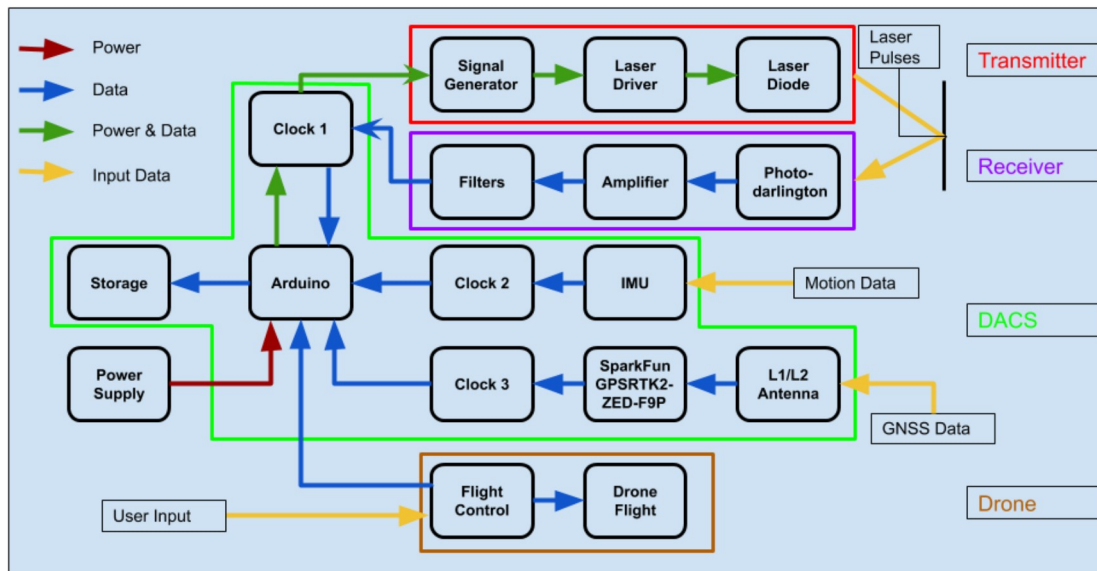 Power
Data
Power & Data
Input Data
Signal
Generator
Laser
Driver
Laser
Diode
Laser
Pulses
Transmitter
Clock 1
Filters
Amplifier
Photo-
darlington
Receiver
Storage
Arduino
Clock 2
IMU
Motion Data
DACS
Power
Supply
Clock 3
SparkFun
GPSRTK2-
ZED-F9P
L1/L2
Antenna
GNSS Data
User Input
Flight
Control
Drone
Flight
Drone